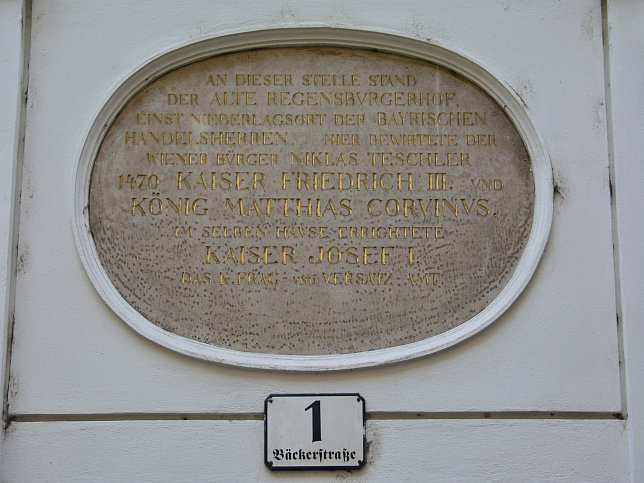 AN DIESER STELLE STAND
DER ALTE REGENSBVRGERHOF,
EINST NIEDERLAGSORT DER BAYRISCHEN
HANDELSHERREN. HIER BEWIRTETE DER
WIENER BÜRGER NIKLAS TESCHLER
1470 KAISER FRIEDRICH III. VND
KÖNIG MATTHIAS CORVINVS.
IM SELBEN HAVSE ERRICHTETE
KAISER JOSEF I.
DAS K. FRAG- VND VERSATZ-AMT.
1
Bäckerſtraße